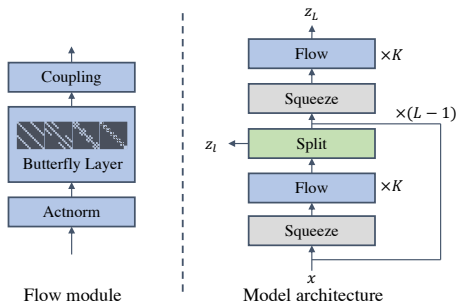 Coupling
Butterfly Layer
Actnorm
Flow module
z_L
Flow
×K
Squeeze
×(L − 1)
z_l
Split
Flow
×K
Squeeze
x
Model architecture